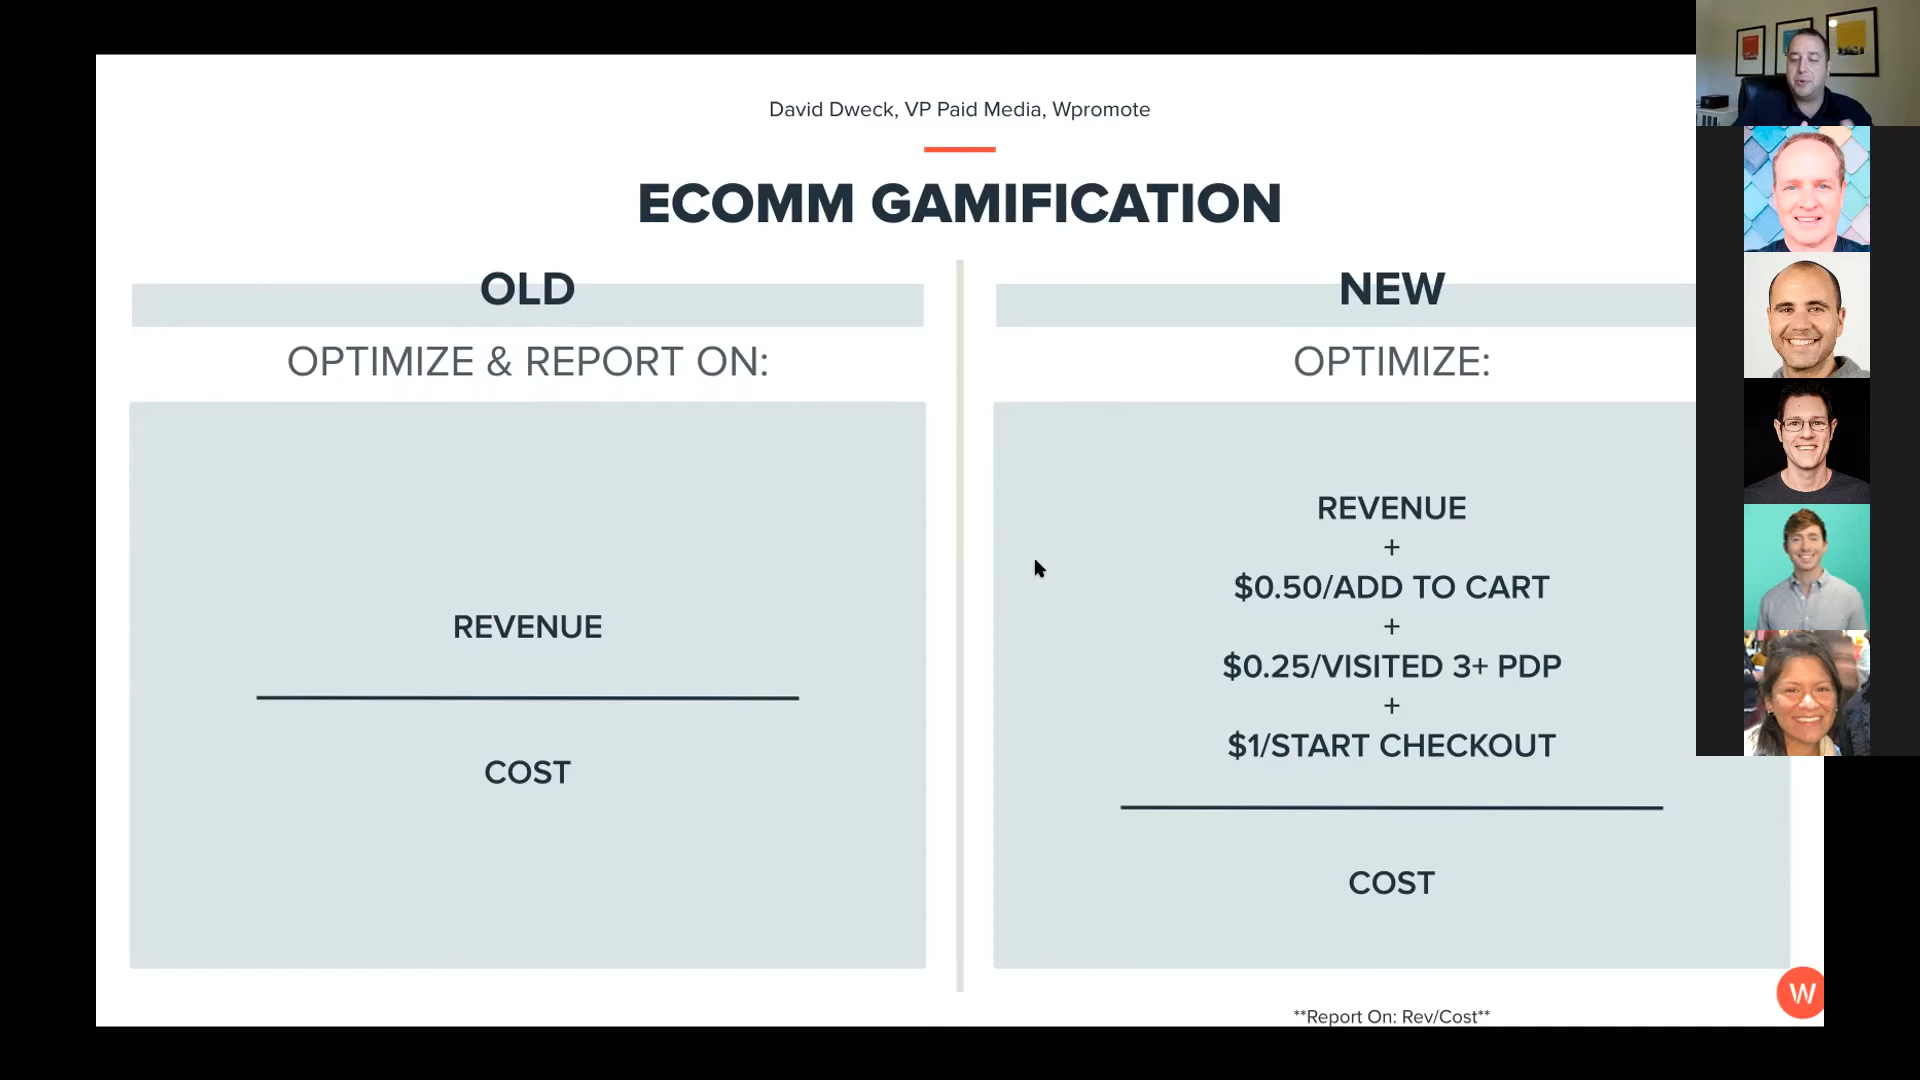 David Dweck, VP Paid Media, Wpromote
ECOMM GAMIFICATION
OLD
OPTIMIZE & REPORT ON:
REVENUE
COST
NEW
OPTIMIZE:
REVENUE
+
$0.50/ADD TO CART
+
$0.25/VISITED 3+ PDP
+
$1/START CHECKOUT
COST
**Report On: Rev/Cost**
W